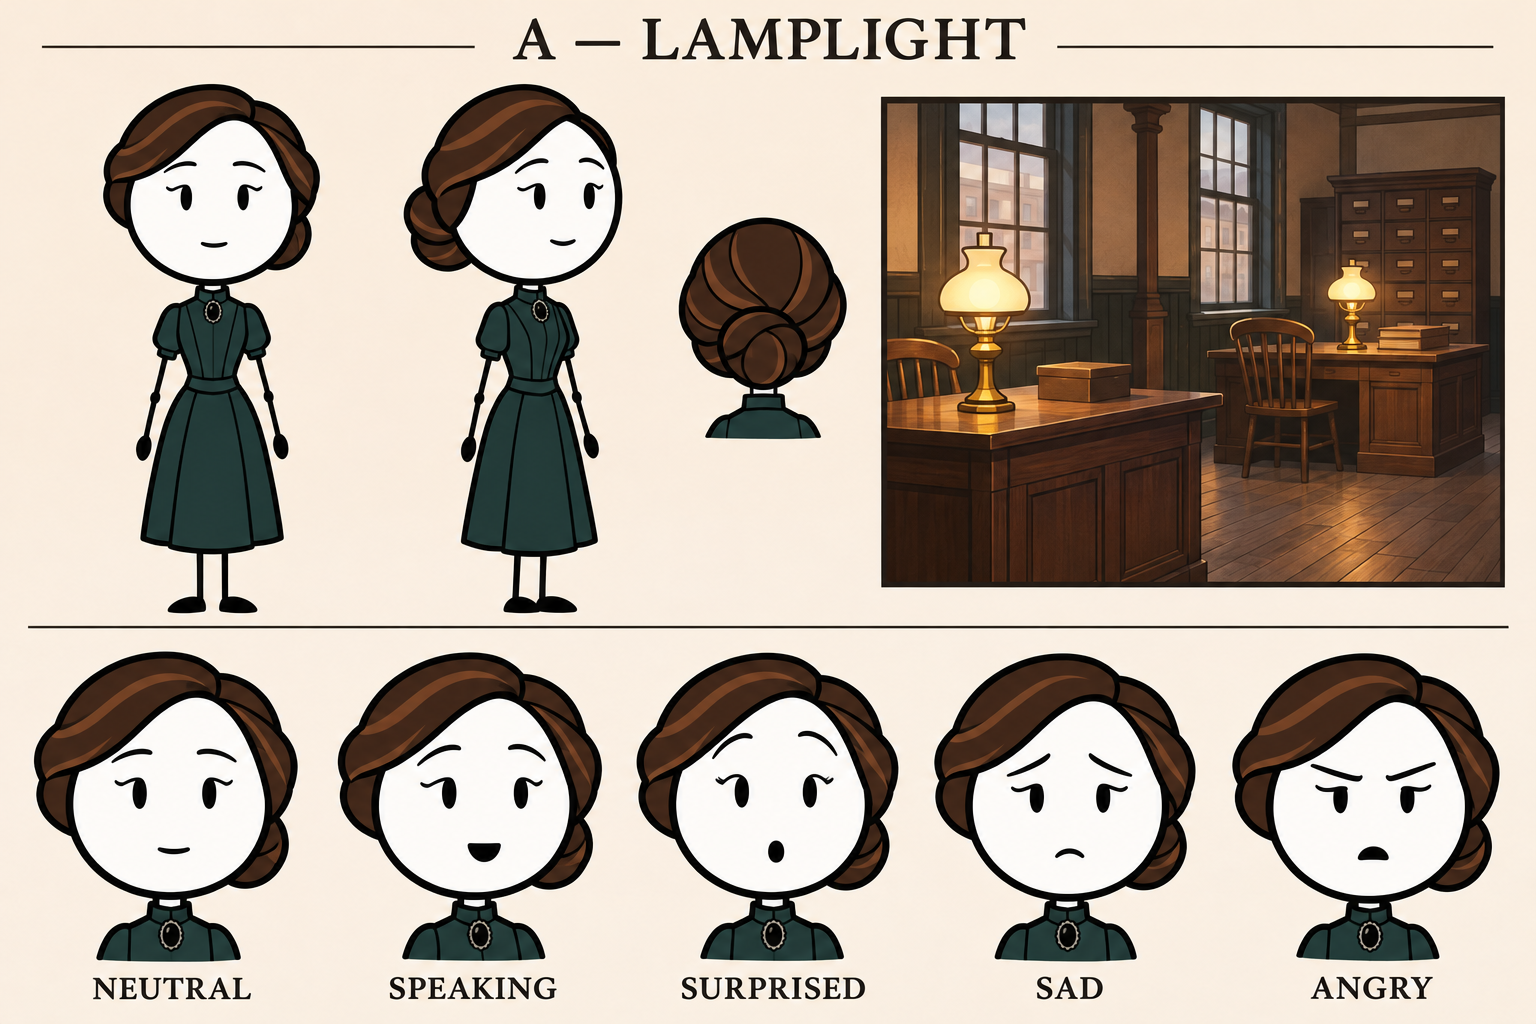 A — LAMPLIGHT
NEUTRAL
SPEAKING
SURPRISED
SAD
ANGRY